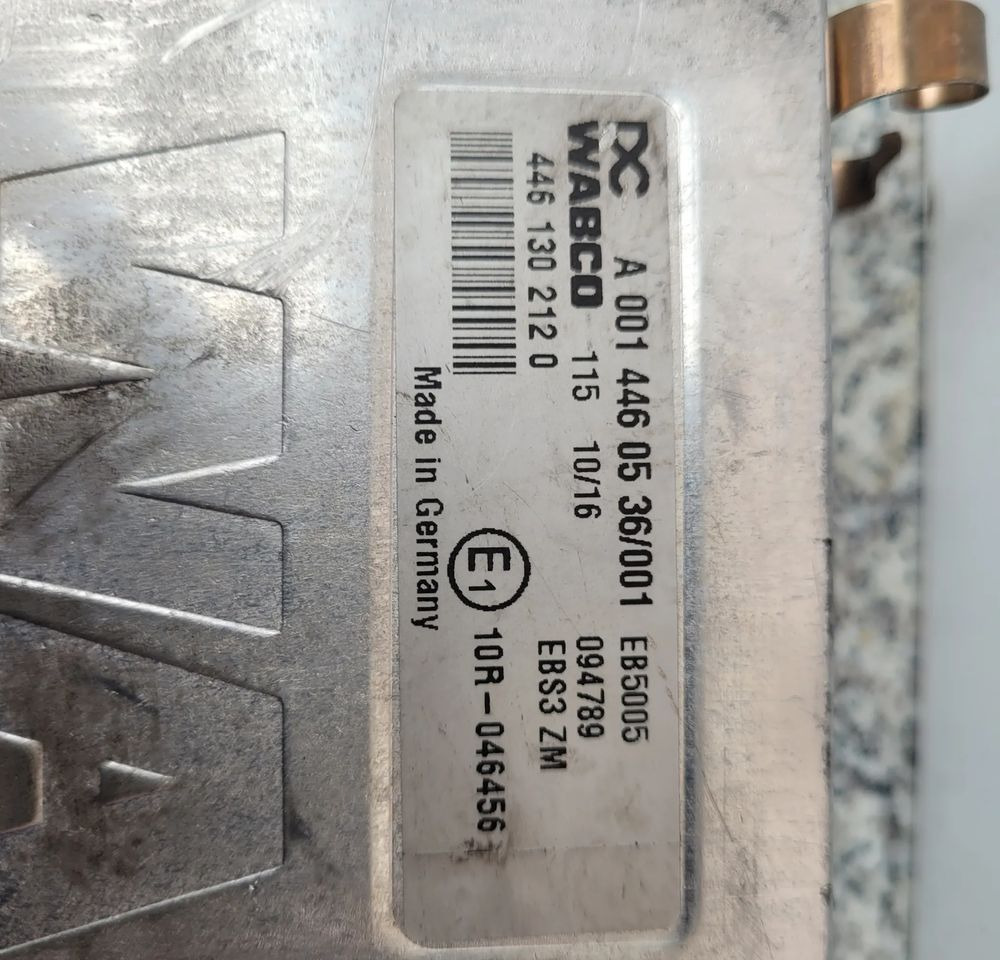 DC A 001 446 05 36/001 EB5005
WABCO 115 10/16 094789
446 130 212 0 EBS3 ZM
E1 10R-046456
Made in Germany